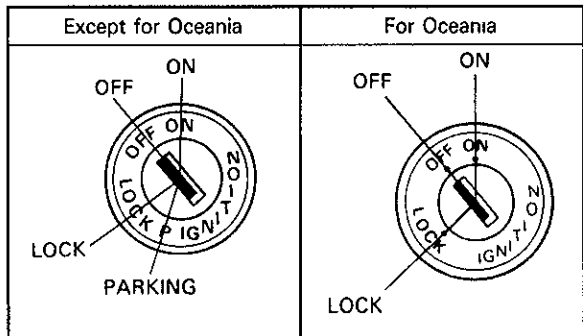 Except for Oceania
For Oceania
OFF
ON
OFF ON
LOCK P IGNITION
LOCK
PARKING
OFF
ON
OFF ON
LOCK IGNITION
LOCK